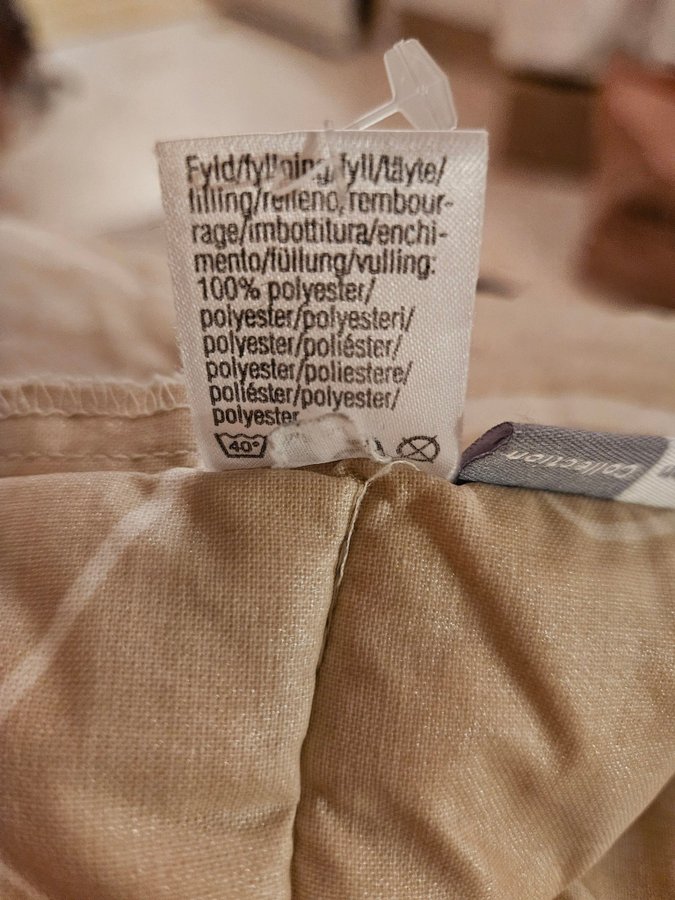 Fyld/fyllning/fyll/täyte/
filling/relleno, rembour-
rage/imbottitura/enchi-
mento/füllung/vulling:
100% polyester/
polyester/polyesteri/
polyester/poliéster/
polyester/poliestere/
poliéster/polyester/
polyester
40°
Collection